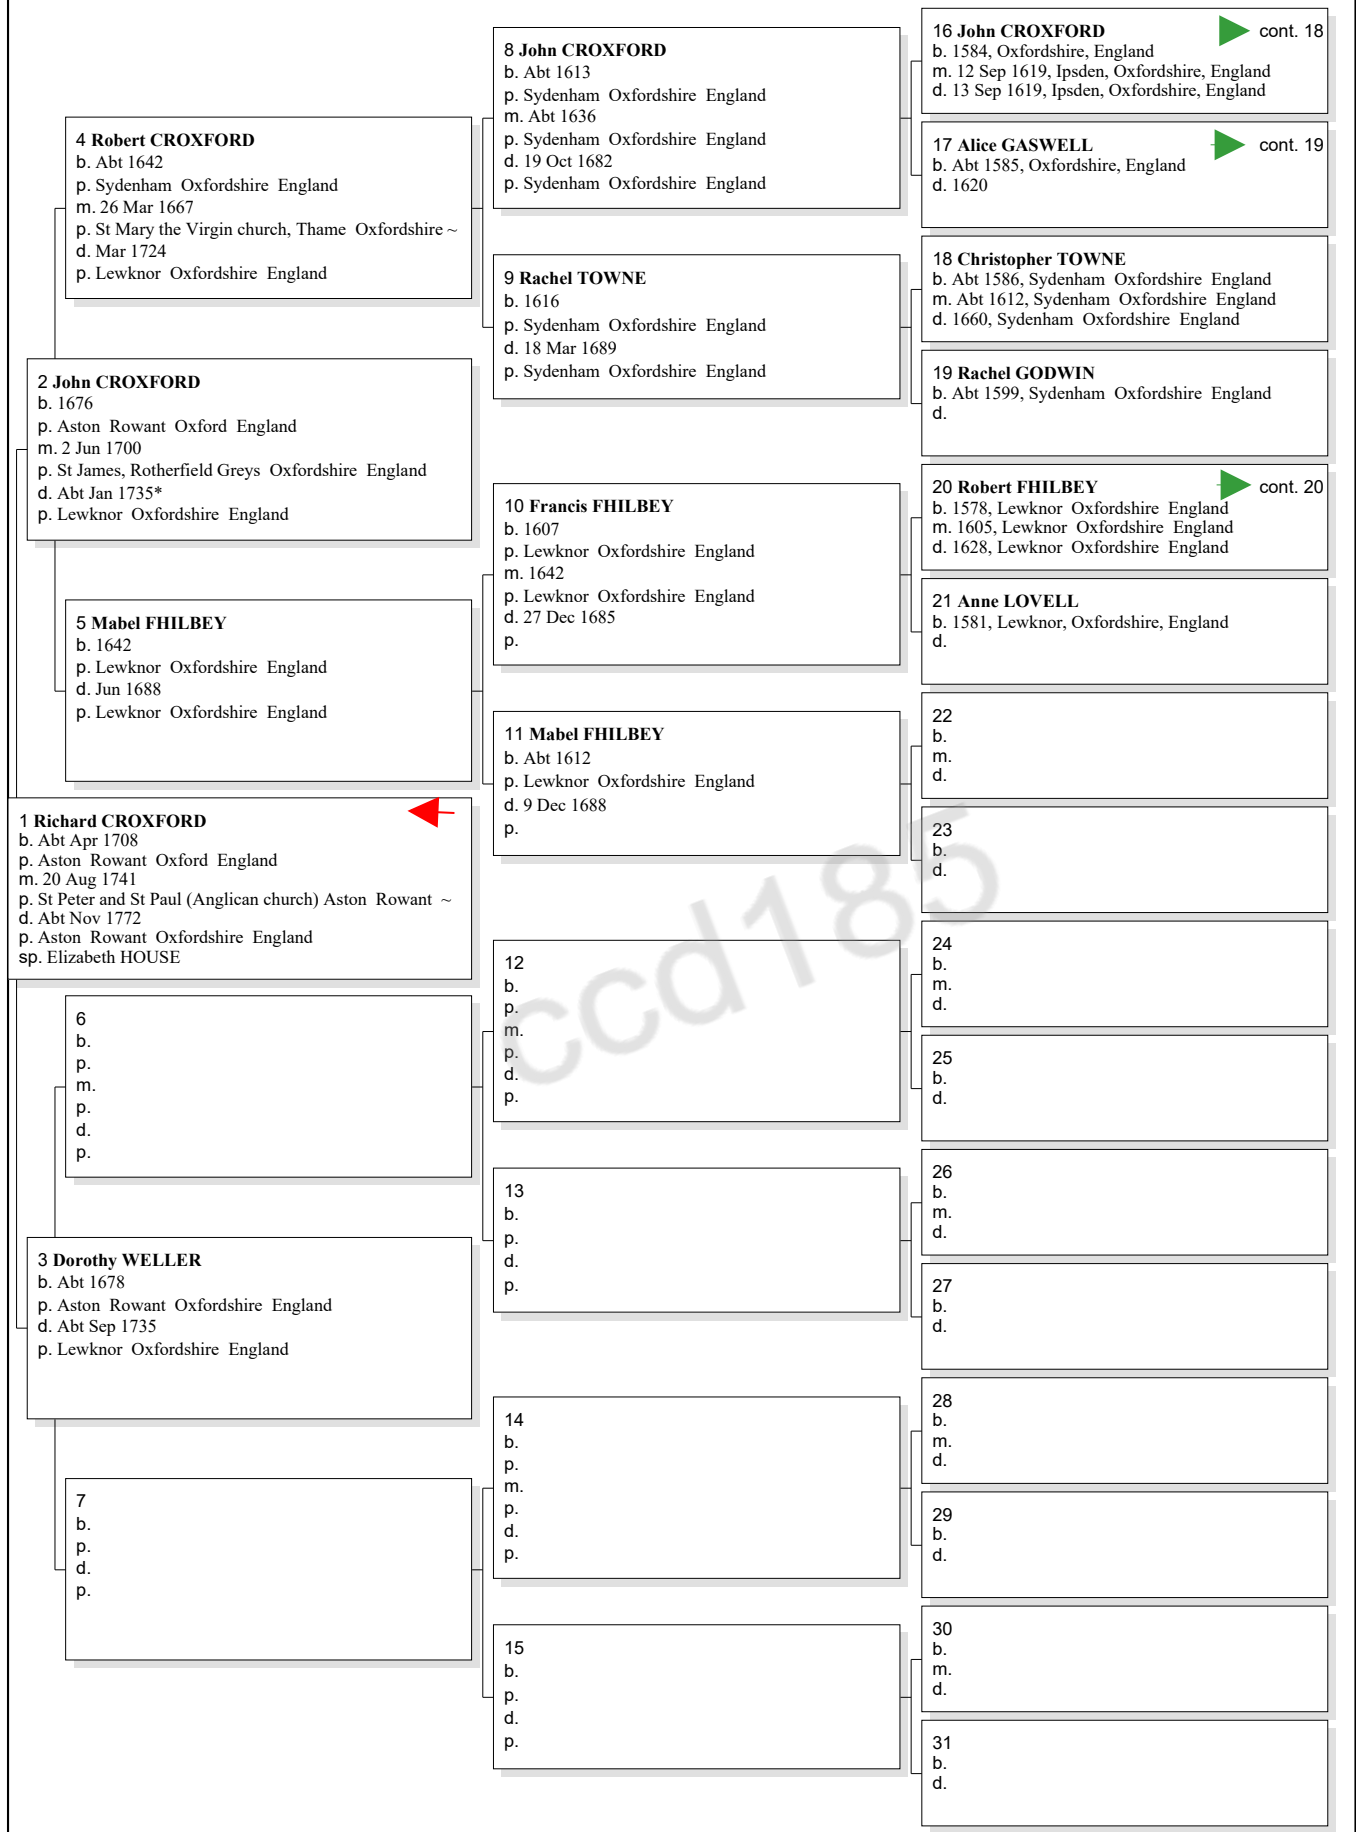 16 John CROXFORD cont. 18
b. 1584, Oxfordshire, England
m. 12 Sep 1619, Ipsden, Oxfordshire, England
d. 13 Sep 1619, Ipsden, Oxfordshire, England
8 John CROXFORD
b. Abt 1613
p. Sydenham Oxfordshire England
m. Abt 1636
p. Sydenham Oxfordshire England
d. 19 Oct 1682
p. Sydenham Oxfordshire England
17 Alice GASWELL cont. 19
b. Abt 1585, Oxfordshire, England
d. 1620
4 Robert CROXFORD
b. Abt 1642
p. Sydenham Oxfordshire England
m. 26 Mar 1667
p. St Mary the Virgin church, Thame Oxfordshire ~
d. Mar 1724
p. Lewknor Oxfordshire England
18 Christopher TOWNE
b. Abt 1586, Sydenham Oxfordshire England
m. Abt 1612, Sydenham Oxfordshire England
d. 1660, Sydenham Oxfordshire England
9 Rachel TOWNE
b. 1616
p. Sydenham Oxfordshire England
d. 18 Mar 1689
p. Sydenham Oxfordshire England
19 Rachel GODWIN
b. Abt 1599, Sydenham Oxfordshire England
d.
2 John CROXFORD
b. 1676
p. Aston Rowant Oxford England
m. 2 Jun 1700
p. St James, Rotherfield Greys Oxfordshire England
d. Abt Jan 1735*
p. Lewknor Oxfordshire England
20 Robert FHILBEY cont. 20
b. 1578, Lewknor Oxfordshire England
m. 1605, Lewknor Oxfordshire England
d. 1628, Lewknor Oxfordshire England
10 Francis FHILBEY
b. 1607
p. Lewknor Oxfordshire England
m. 1642
p. Lewknor Oxfordshire England
d. 27 Dec 1685
p.
21 Anne LOVELL
b. 1581, Lewknor, Oxfordshire, England
d.
5 Mabel FHILBEY
b. 1642
p. Lewknor Oxfordshire England
d. Jun 1688
p. Lewknor Oxfordshire England
22
b.
m.
d.
11 Mabel FHILBEY
b. Abt 1612
p. Lewknor Oxfordshire England
d. 9 Dec 1688
p.
23
b.
d.
1 Richard CROXFORD
b. Abt Apr 1708
p. Aston Rowant Oxford England
m. 20 Aug 1741
p. St Peter and St Paul (Anglican church) Aston Rowant ~
d. Abt Nov 1772
p. Aston Rowant Oxfordshire England
sp. Elizabeth HOUSE
ccd185
24
b.
m.
d.
12
b.
p.
m.
p.
d.
p.
25
b.
d.
6
b.
p.
m.
p.
d.
p.
26
b.
m.
d.
13
b.
p.
d.
p.
27
b.
d.
3 Dorothy WELLER
b. Abt 1678
p. Aston Rowant Oxfordshire England
d. Abt Sep 1735
p. Lewknor Oxfordshire England
28
b.
m.
d.
14
b.
p.
m.
p.
d.
p.
29
b.
d.
7
b.
p.
d.
p.
30
b.
m.
d.
15
b.
p.
d.
p.
31
b.
d.